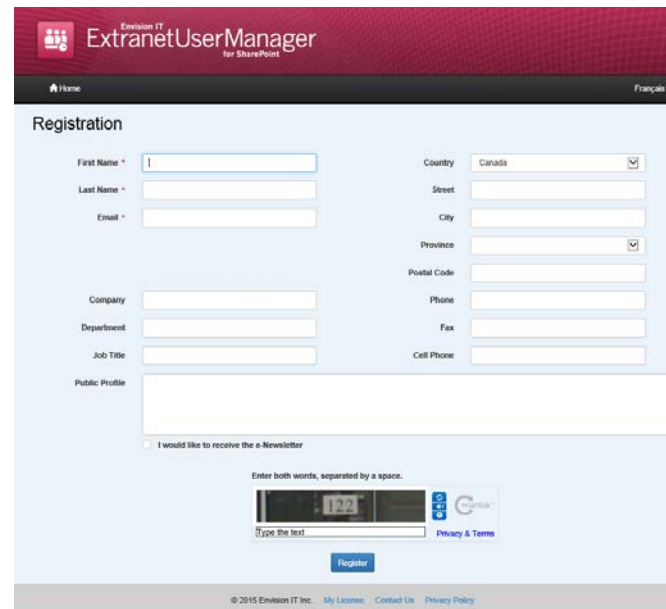 Envision IT
ExtranetUserManager
for SharePoint
Home
Français
Registration
First Name *
Last Name *
Email *
Company
Department
Job Title
Country Canada
Street
City
Province
Postal Code
Phone
Fax
Cell Phone
Public Profile
I would like to receive the e-Newsletter
Enter both words, separated by a space.
122
Type the text
Privacy & Terms
Register
© 2015 Envision IT Inc. My License Contact Us Privacy Policy